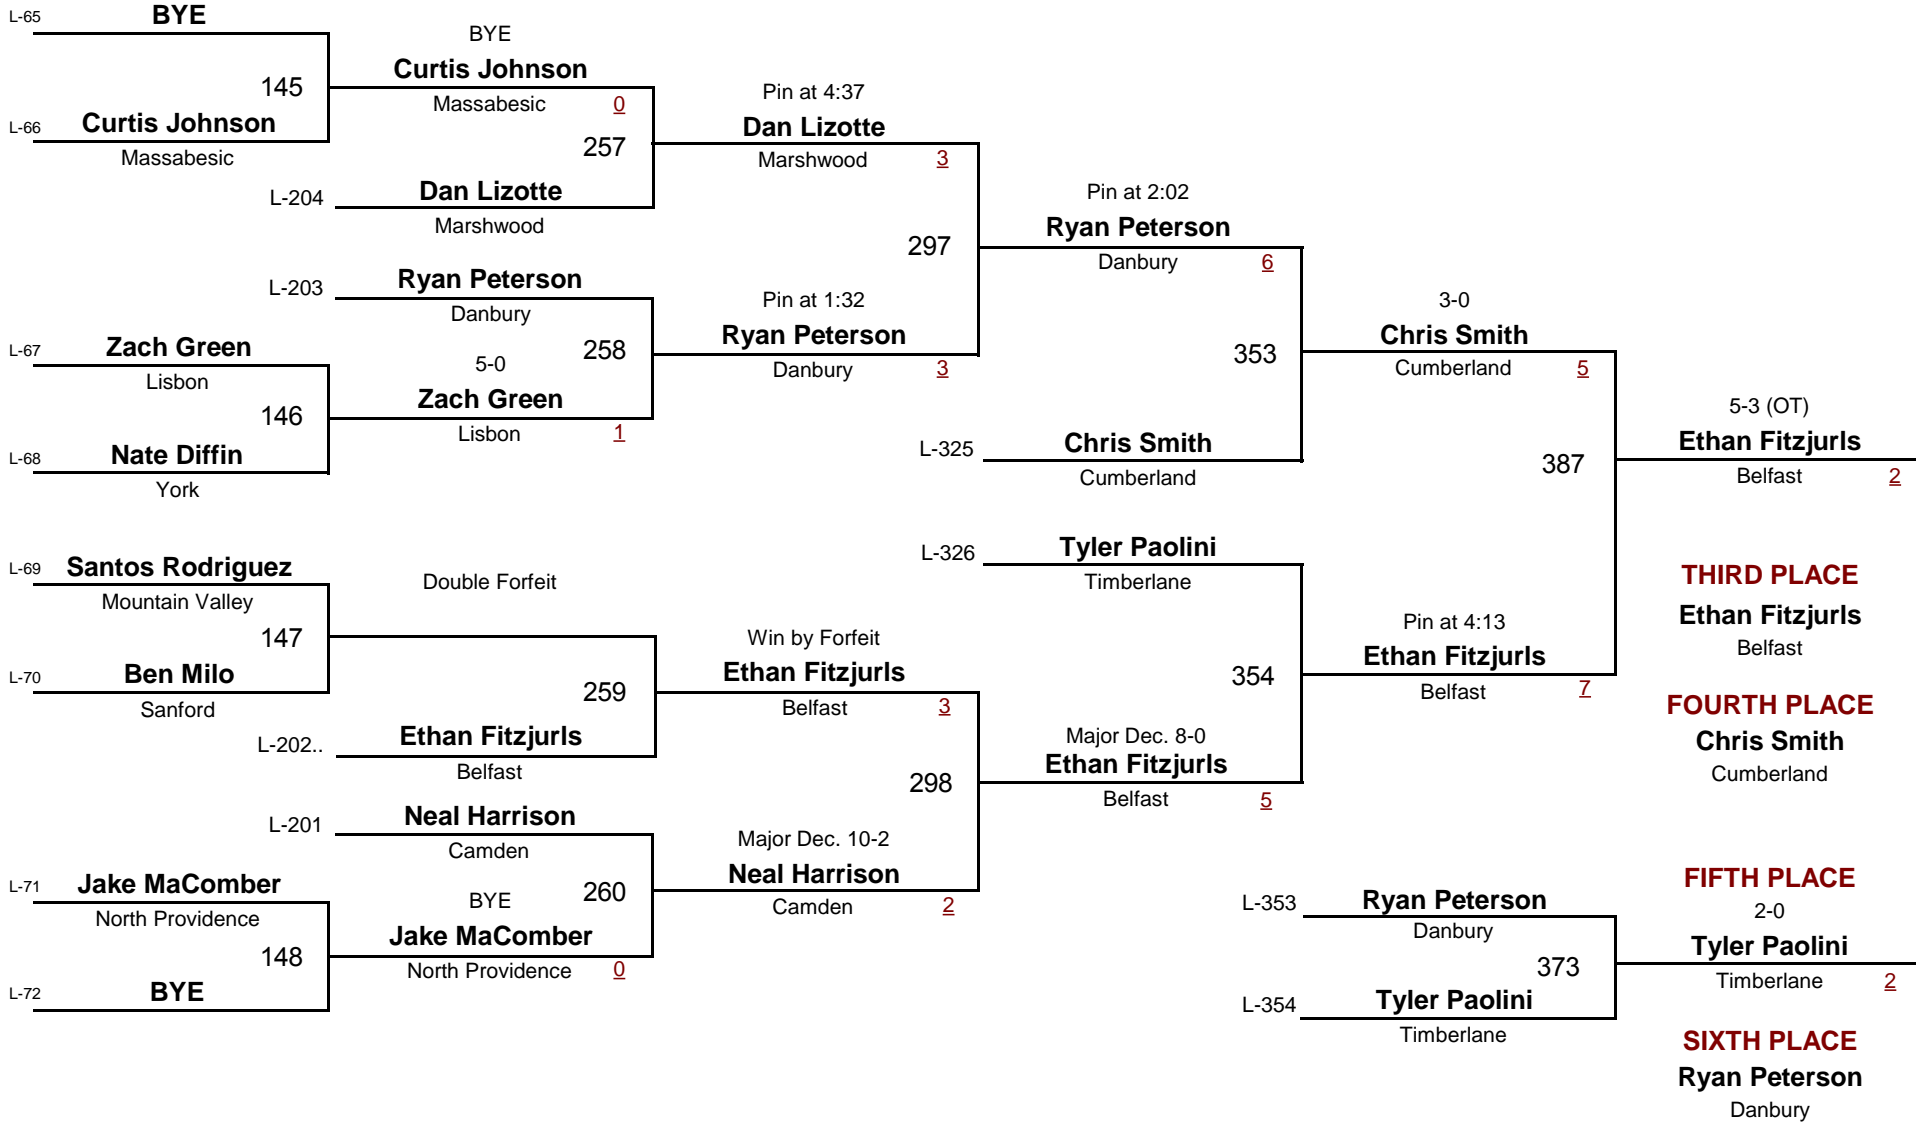 L-65 BYE
145
L-66 Curtis Johnson
Massabesic
BYE
Curtis Johnson
Massabesic 0
257
L-204 Dan Lizotte
Marshwood
Pin at 4:37
Dan Lizotte
Marshwood 3
297
L-203 Ryan Peterson
Danbury
258
L-67 Zach Green
Lisbon
146
L-68 Nate Diffin
York
5-0
Zach Green
Lisbon 1
Pin at 1:32
Ryan Peterson
Danbury 3
Pin at 2:02
Ryan Peterson
Danbury 6
353
L-325 Chris Smith
Cumberland
3-0
Chris Smith
Cumberland 5
387
5-3 (OT)
Ethan Fitzjurls
Belfast 2
L-69 Santos Rodriguez
Mountain Valley
147
L-70 Ben Milo
Sanford
Double Forfeit
259
L-202.. Ethan Fitzjurls
Belfast
Win by Forfeit
Ethan Fitzjurls
Belfast 3
298
L-201 Neal Harrison
Camden
260
L-71 Jake MaComber
North Providence
148
L-72 BYE
BYE
Jake MaComber
North Providence 0
Major Dec. 10-2
Neal Harrison
Camden 2
L-326 Tyler Paolini
Timberlane
354
Major Dec. 8-0
Ethan Fitzjurls
Belfast 5
Pin at 4:13
Ethan Fitzjurls
Belfast 7
THIRD PLACE
Ethan Fitzjurls
Belfast
FOURTH PLACE
Chris Smith
Cumberland
L-353 Ryan Peterson
Danbury
373
L-354 Tyler Paolini
Timberlane
FIFTH PLACE
2-0
Tyler Paolini
Timberlane 2
SIXTH PLACE
Ryan Peterson
Danbury